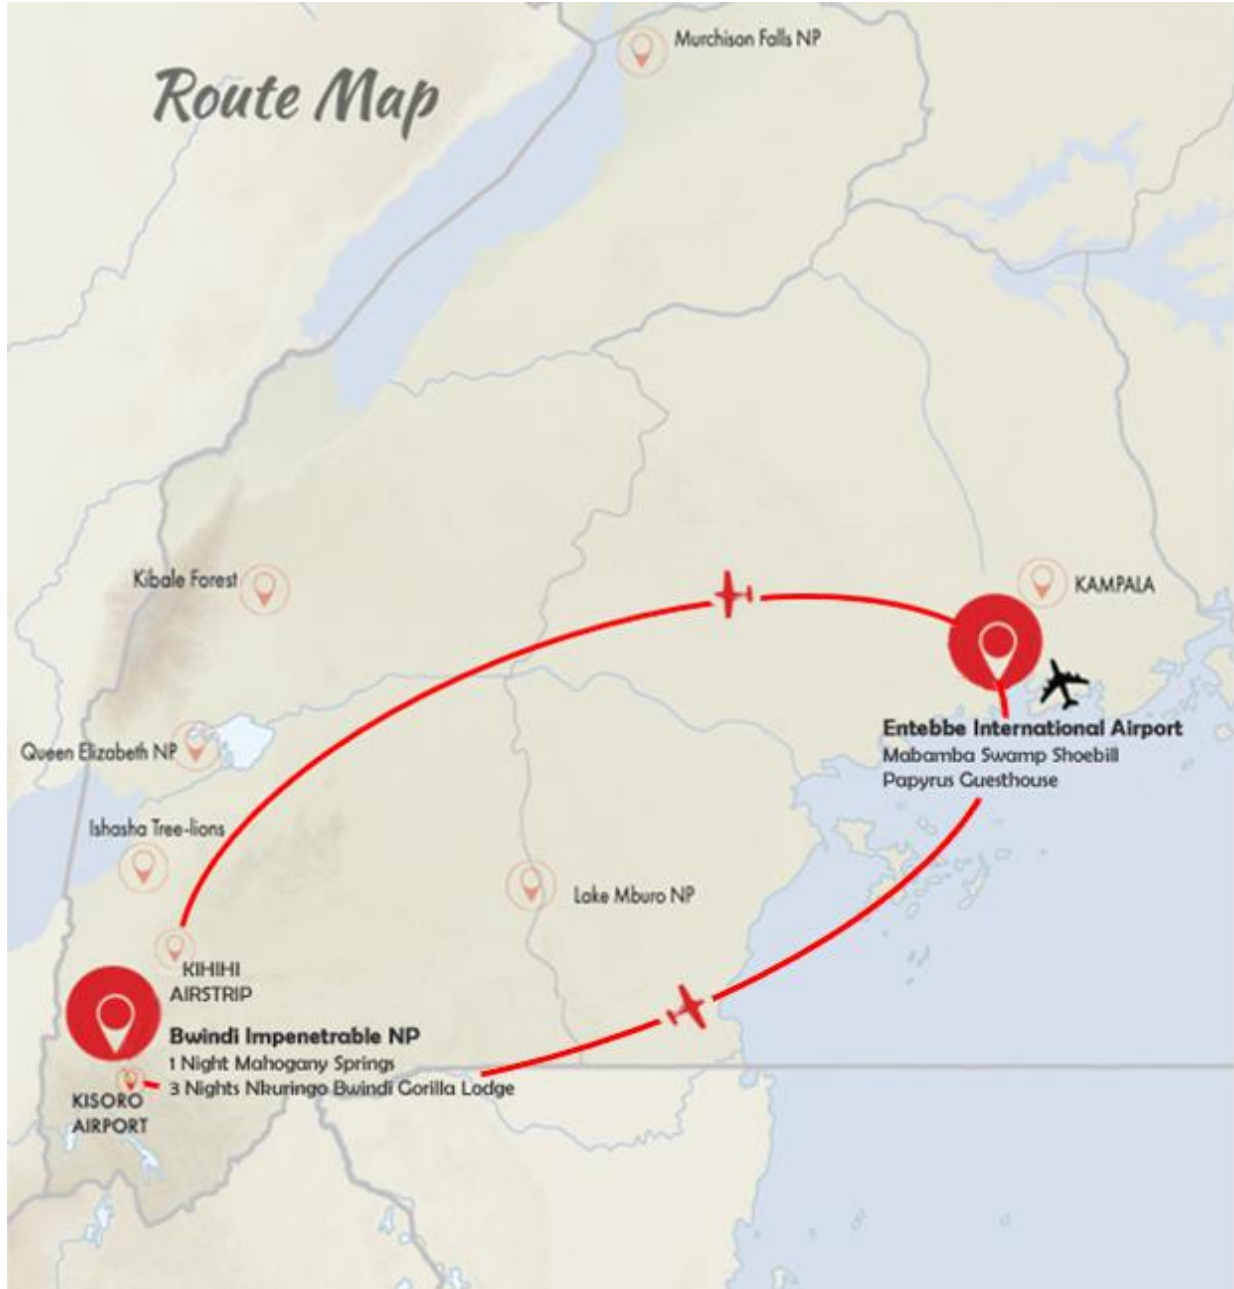 Route Map
Murchison Falls NP
Kibale Forest
KAMPALA
Entebbe International Airport
Mabamba Swamp Shoebill
Papyrus Guesthouse
Queen Elizabeth NP
Ishasha Tree-lions
Lake Mburo NP
KIHIHI
AIRSTRIP
Bwindi Impenetrable NP
1 Night Mahogany Springs
3 Nights Nkuringo Bwindi Gorilla Lodge
KISORO
AIRPORT